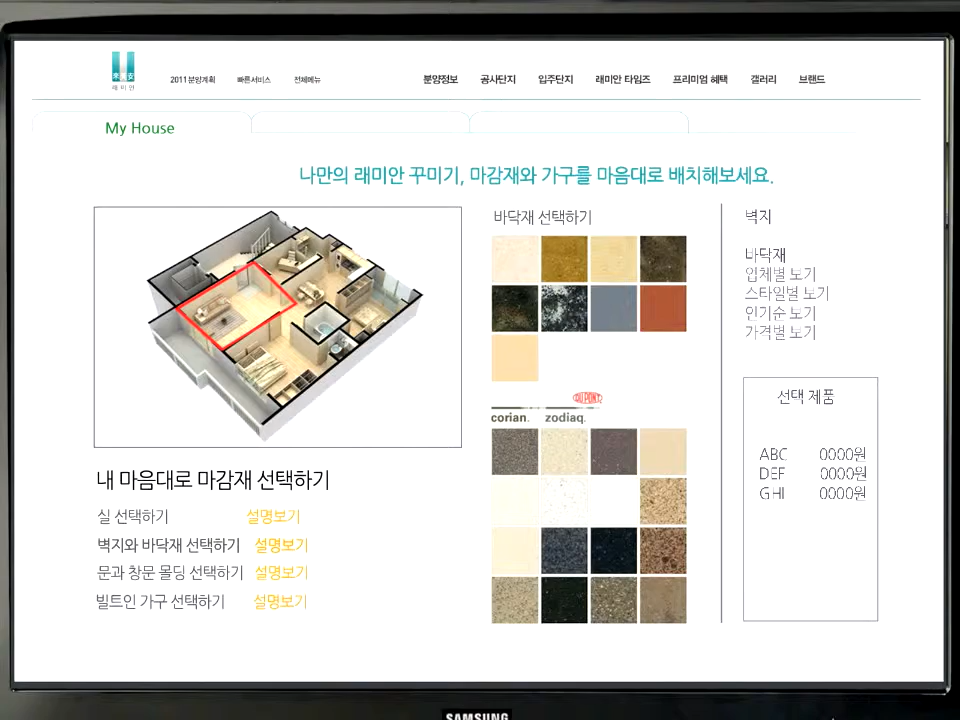 來美安
래미안
2011분양계획 빠른서비스 전체메뉴
분양정보 공사단지 입주단지 래미안 타임즈 프리미엄 혜택 갤러리 브랜드
My House
나만의 래미안 꾸미기, 마감재와 가구를 마음대로 배치해보세요.
바닥재 선택하기
벽지
바닥재
입체별 보기
스타일별 보기
인기순 보기
가격별 보기
DUPONT
corian. zodiaq.
선택 제품
ABC 0000원
DEF 0000원
GHI 0000원
내 마음대로 마감재 선택하기
실 선택하기 설명보기
벽지와 바닥재 선택하기 설명보기
문과 창문 몰딩 선택하기 설명보기
빌트인 가구 선택하기 설명보기
SAMSUNG